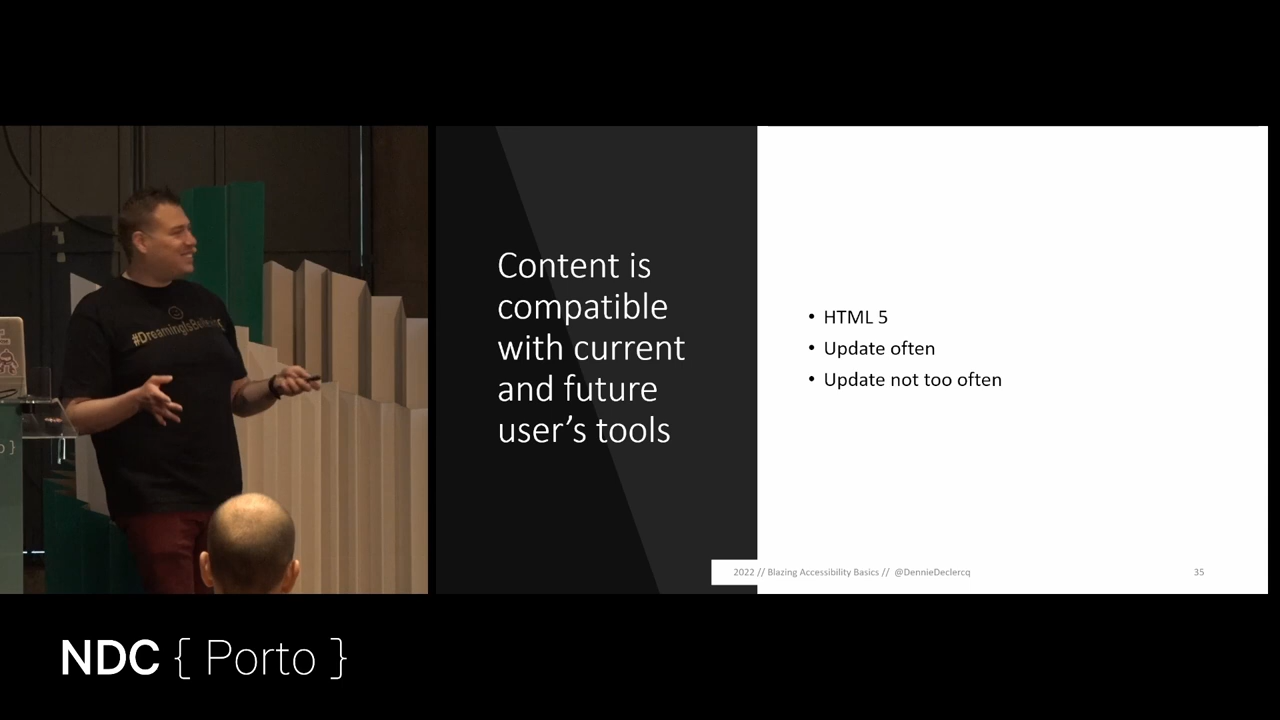 #DreamingIsBelieving
Content is
compatible
with current
and future
user’s tools
• HTML 5
• Update often
• Update not too often
2022 // Blazing Accessibility Basics // @DennieDeclercq
35
NDC { Porto }